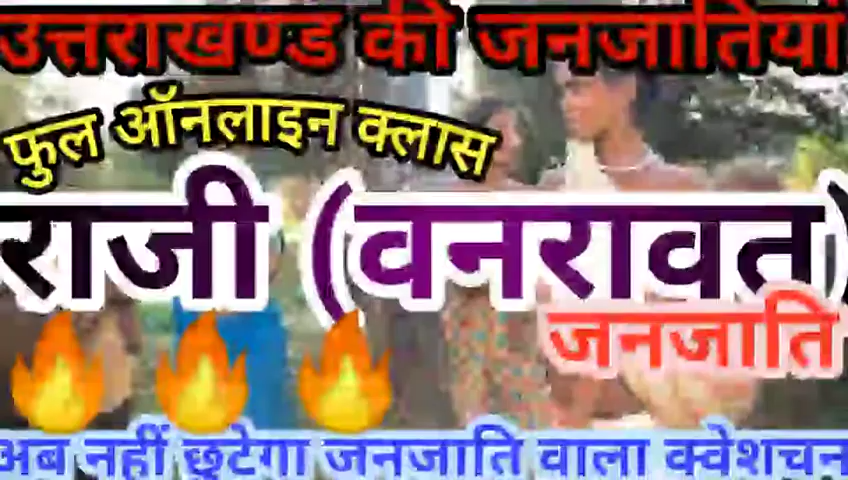 उत्तराखण्ड की जनजातियां
फुल ऑनलाइन क्लास
राजी (वनरावत)
जनजाति
अब नहीं छुटेगा जनजाति वाला क्वेशचन